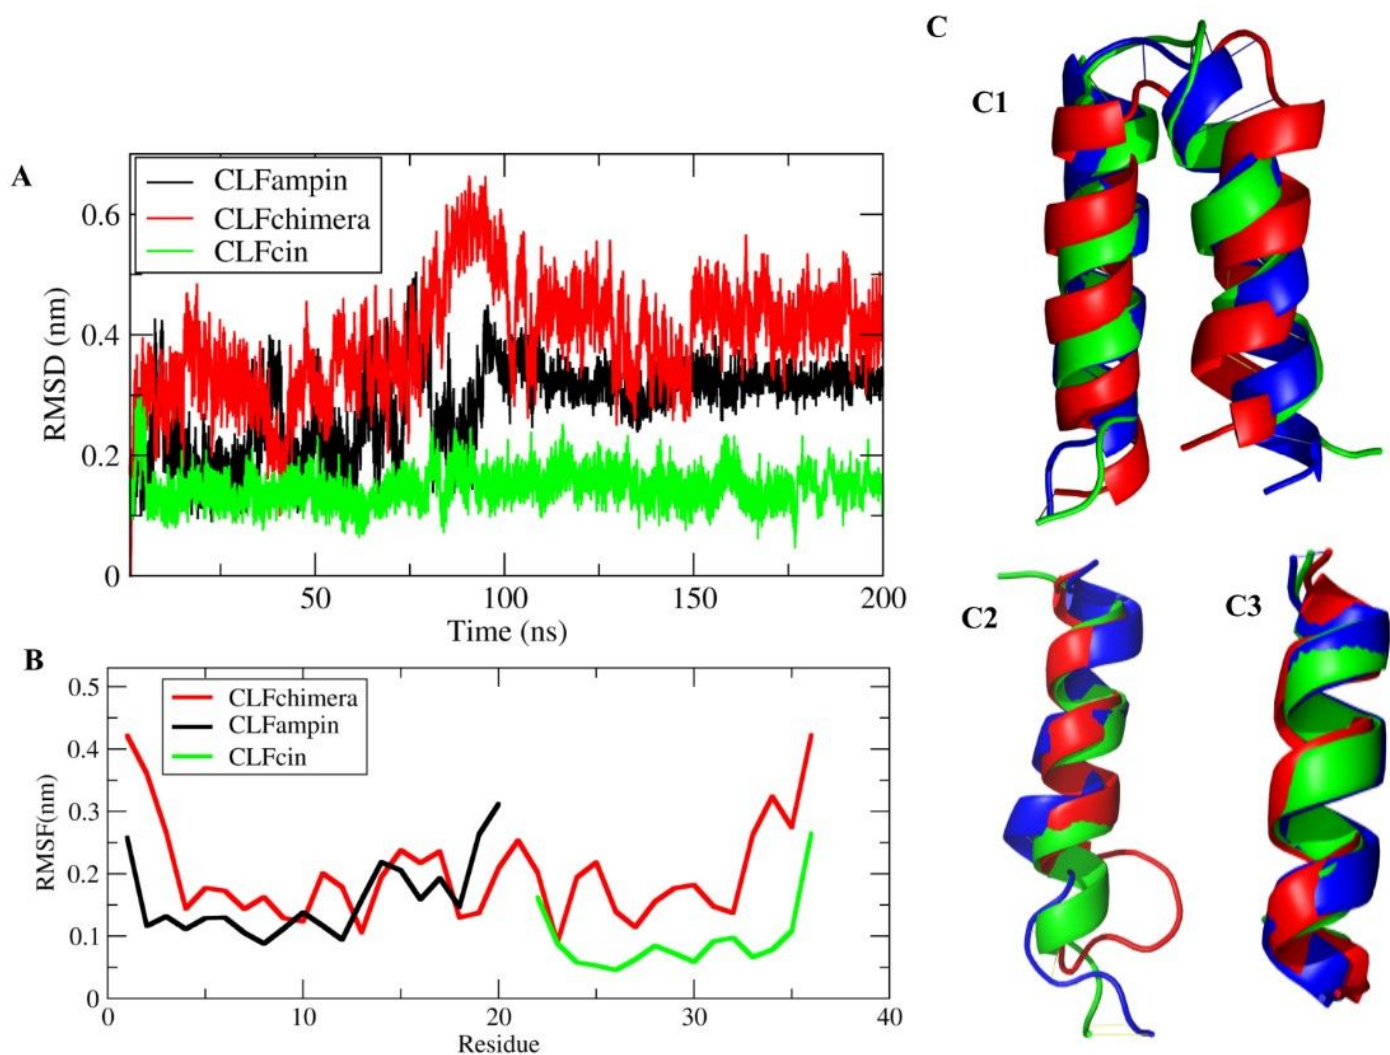 A
CLFampin
CLFchimera
CLFcin
RMSD (nm)
0.6
0.4
0.2
0
50
100
150
200
Time (ns)
B
CLFchimera
CLFampin
CLFcin
RMSF(nm)
0.5
0.4
0.3
0.2
0.1
0
0
10
20
30
40
Residue
C
C1
C2
C3